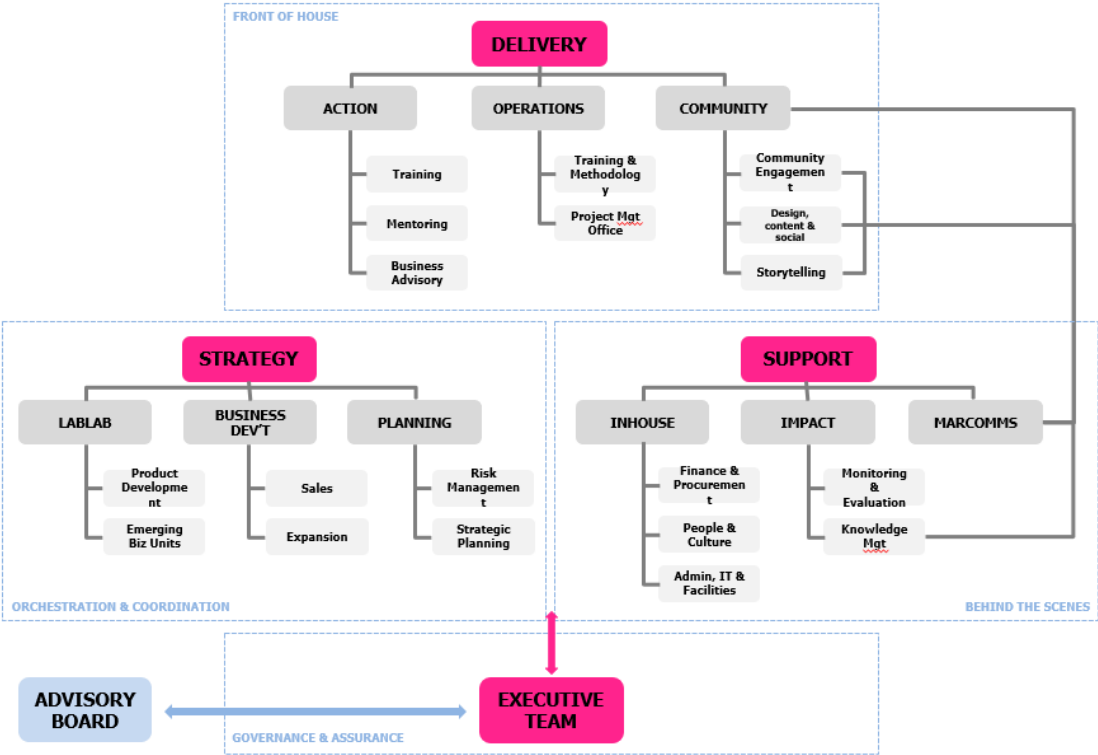 FRONT OF HOUSE
DELIVERY
ACTION
OPERATIONS
COMMUNITY
Training
Mentoring
Business
Advisory
Training &
Methodolog
y
Project Mgt
Office
Community
Engagemen
t
Design,
content &
social
Storytelling
STRATEGY
LABLAB
BUSINESS
DEV'T
PLANNING
Product
Developme
nt
Emerging
Biz Units
Sales
Expansion
Risk
Managemen
t
Strategic
Planning
ORCHESTRATION & COORDINATION
SUPPORT
INHOUSE
IMPACT
MARCOMMS
Finance &
Procuremen
t
People &
Culture
Admin, IT &
Facilities
Monitoring
&
Evaluation
Knowledge
Mgt
BEHIND THE SCENES
ADVISORY
BOARD
EXECUTIVE
TEAM
GOVERNANCE & ASSURANCE